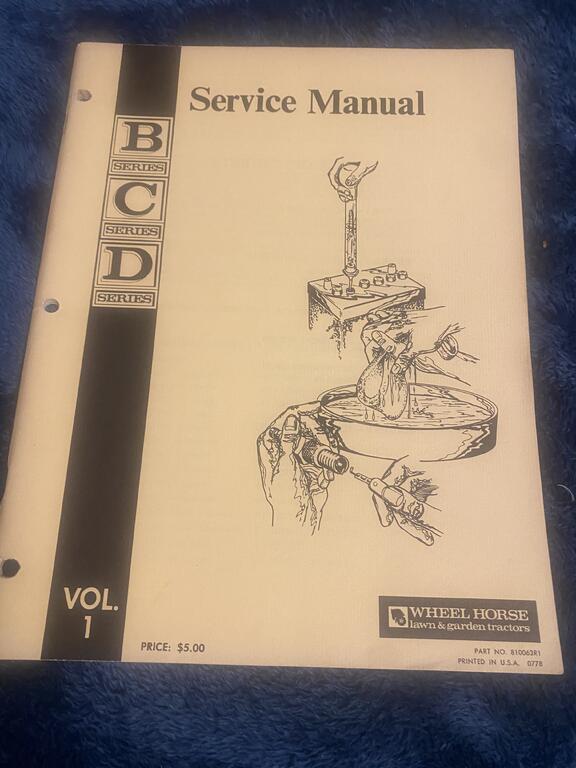 Service Manual
B
SERIES
C
SERIES
D
SERIES
VOL.
1
PRICE: $5.00
WHEEL HORSE
lawn & garden tractors
PART NO. 810063R1
PRINTED IN U.S.A. 0778